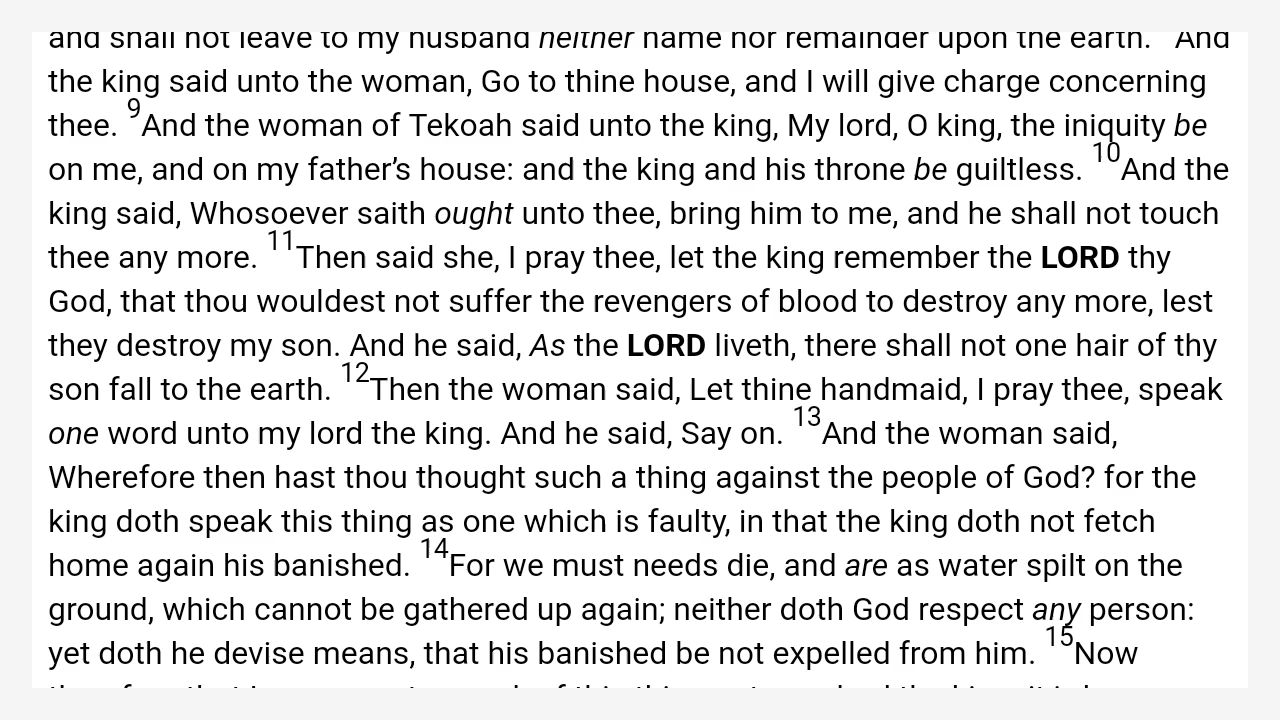 and shall not leave to my husband neither name nor remainder upon the earth. And
the king said unto the woman, Go to thine house, and I will give charge concerning
thee. 9And the woman of Tekoah said unto the king, My lord, O king, the iniquity be
on me, and on my father’s house: and the king and his throne be guiltless. 10And the
king said, Whosoever saith ought unto thee, bring him to me, and he shall not touch
thee any more. 11Then said she, I pray thee, let the king remember the LORD thy
God, that thou wouldest not suffer the revengers of blood to destroy any more, lest
they destroy my son. And he said, As the LORD liveth, there shall not one hair of thy
son fall to the earth. 12Then the woman said, Let thine handmaid, I pray thee, speak
one word unto my lord the king. And he said, Say on. 13And the woman said,
Wherefore then hast thou thought such a thing against the people of God? for the
king doth speak this thing as one which is faulty, in that the king doth not fetch
home again his banished. 14For we must needs die, and are as water spilt on the
ground, which cannot be gathered up again; neither doth God respect any person:
yet doth he devise means, that his banished be not expelled from him. 15Now